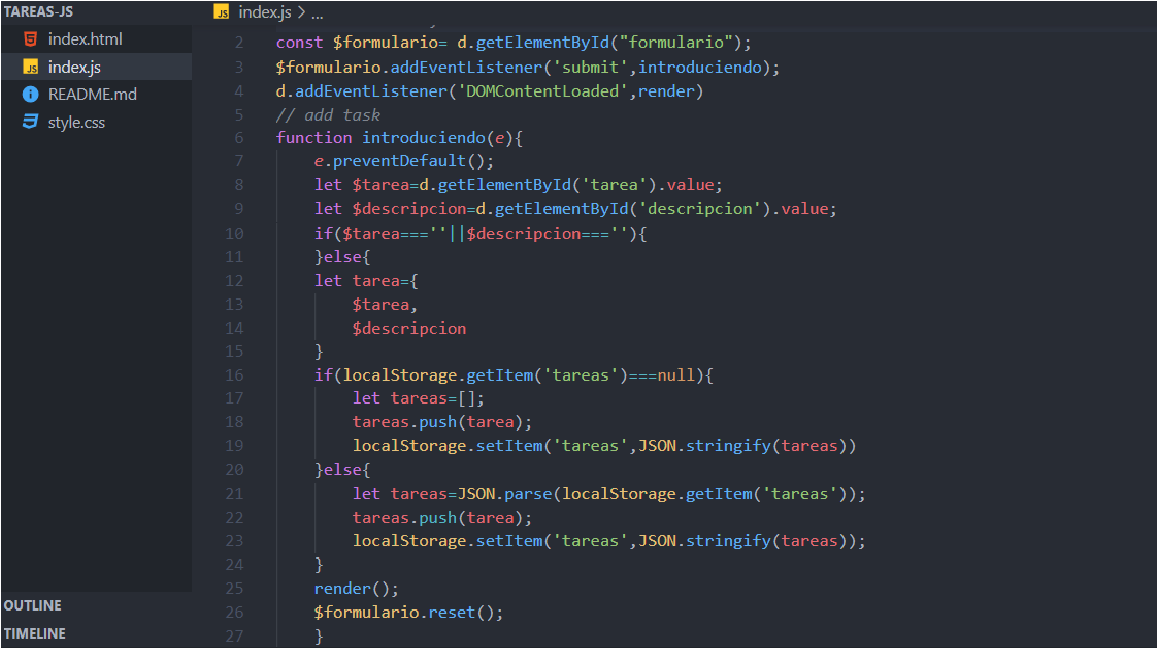 TAREAS-JS
index.html
index.js
README.md
style.css
OUTLINE
TIMELINE
index.js > ...
2 const $formulario= d.getElementById("formulario");
3 $formulario.addEventListener('submit',introduciendo);
4 d.addEventListener('DOMContentLoaded',render)
5 // add task
6 function introduciendo(e){
7 e.preventDefault();
8 let $tarea=d.getElementById('tarea').value;
9 let $descripcion=d.getElementById('descripcion').value;
10 if($tarea===''||$descripcion===''){
11 }else{
12 let tarea={
13 $tarea,
14 $descripcion
15 }
16 if(localStorage.getItem('tareas')===null){
17 let tareas=[];
18 tareas.push(tarea);
19 localStorage.setItem('tareas',JSON.stringify(tareas))
20 }else{
21 let tareas=JSON.parse(localStorage.getItem('tareas'));
22 tareas.push(tarea);
23 localStorage.setItem('tareas',JSON.stringify(tareas));
24 }
25 render();
26 $formulario.reset();
27 }